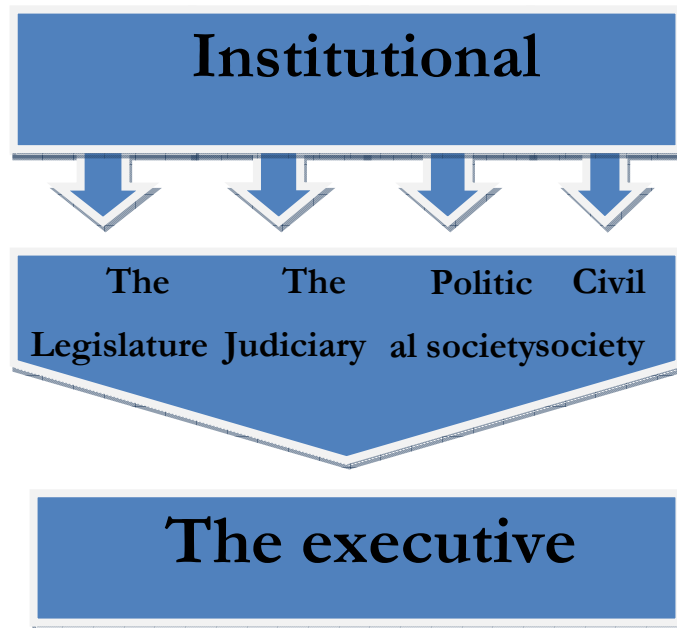 Institutional
The The Politic Civil
Legislature Judiciary al society society
The executive